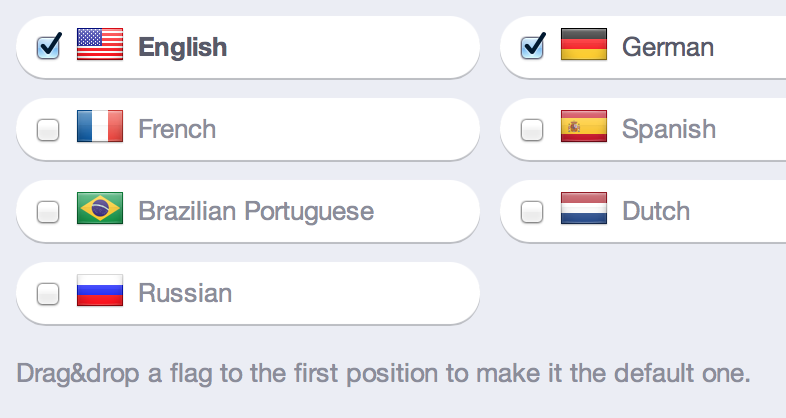 English
German
French
Spanish
Brazilian Portuguese
Dutch
Russian
Drag&drop a flag to the first position to make it the default one.